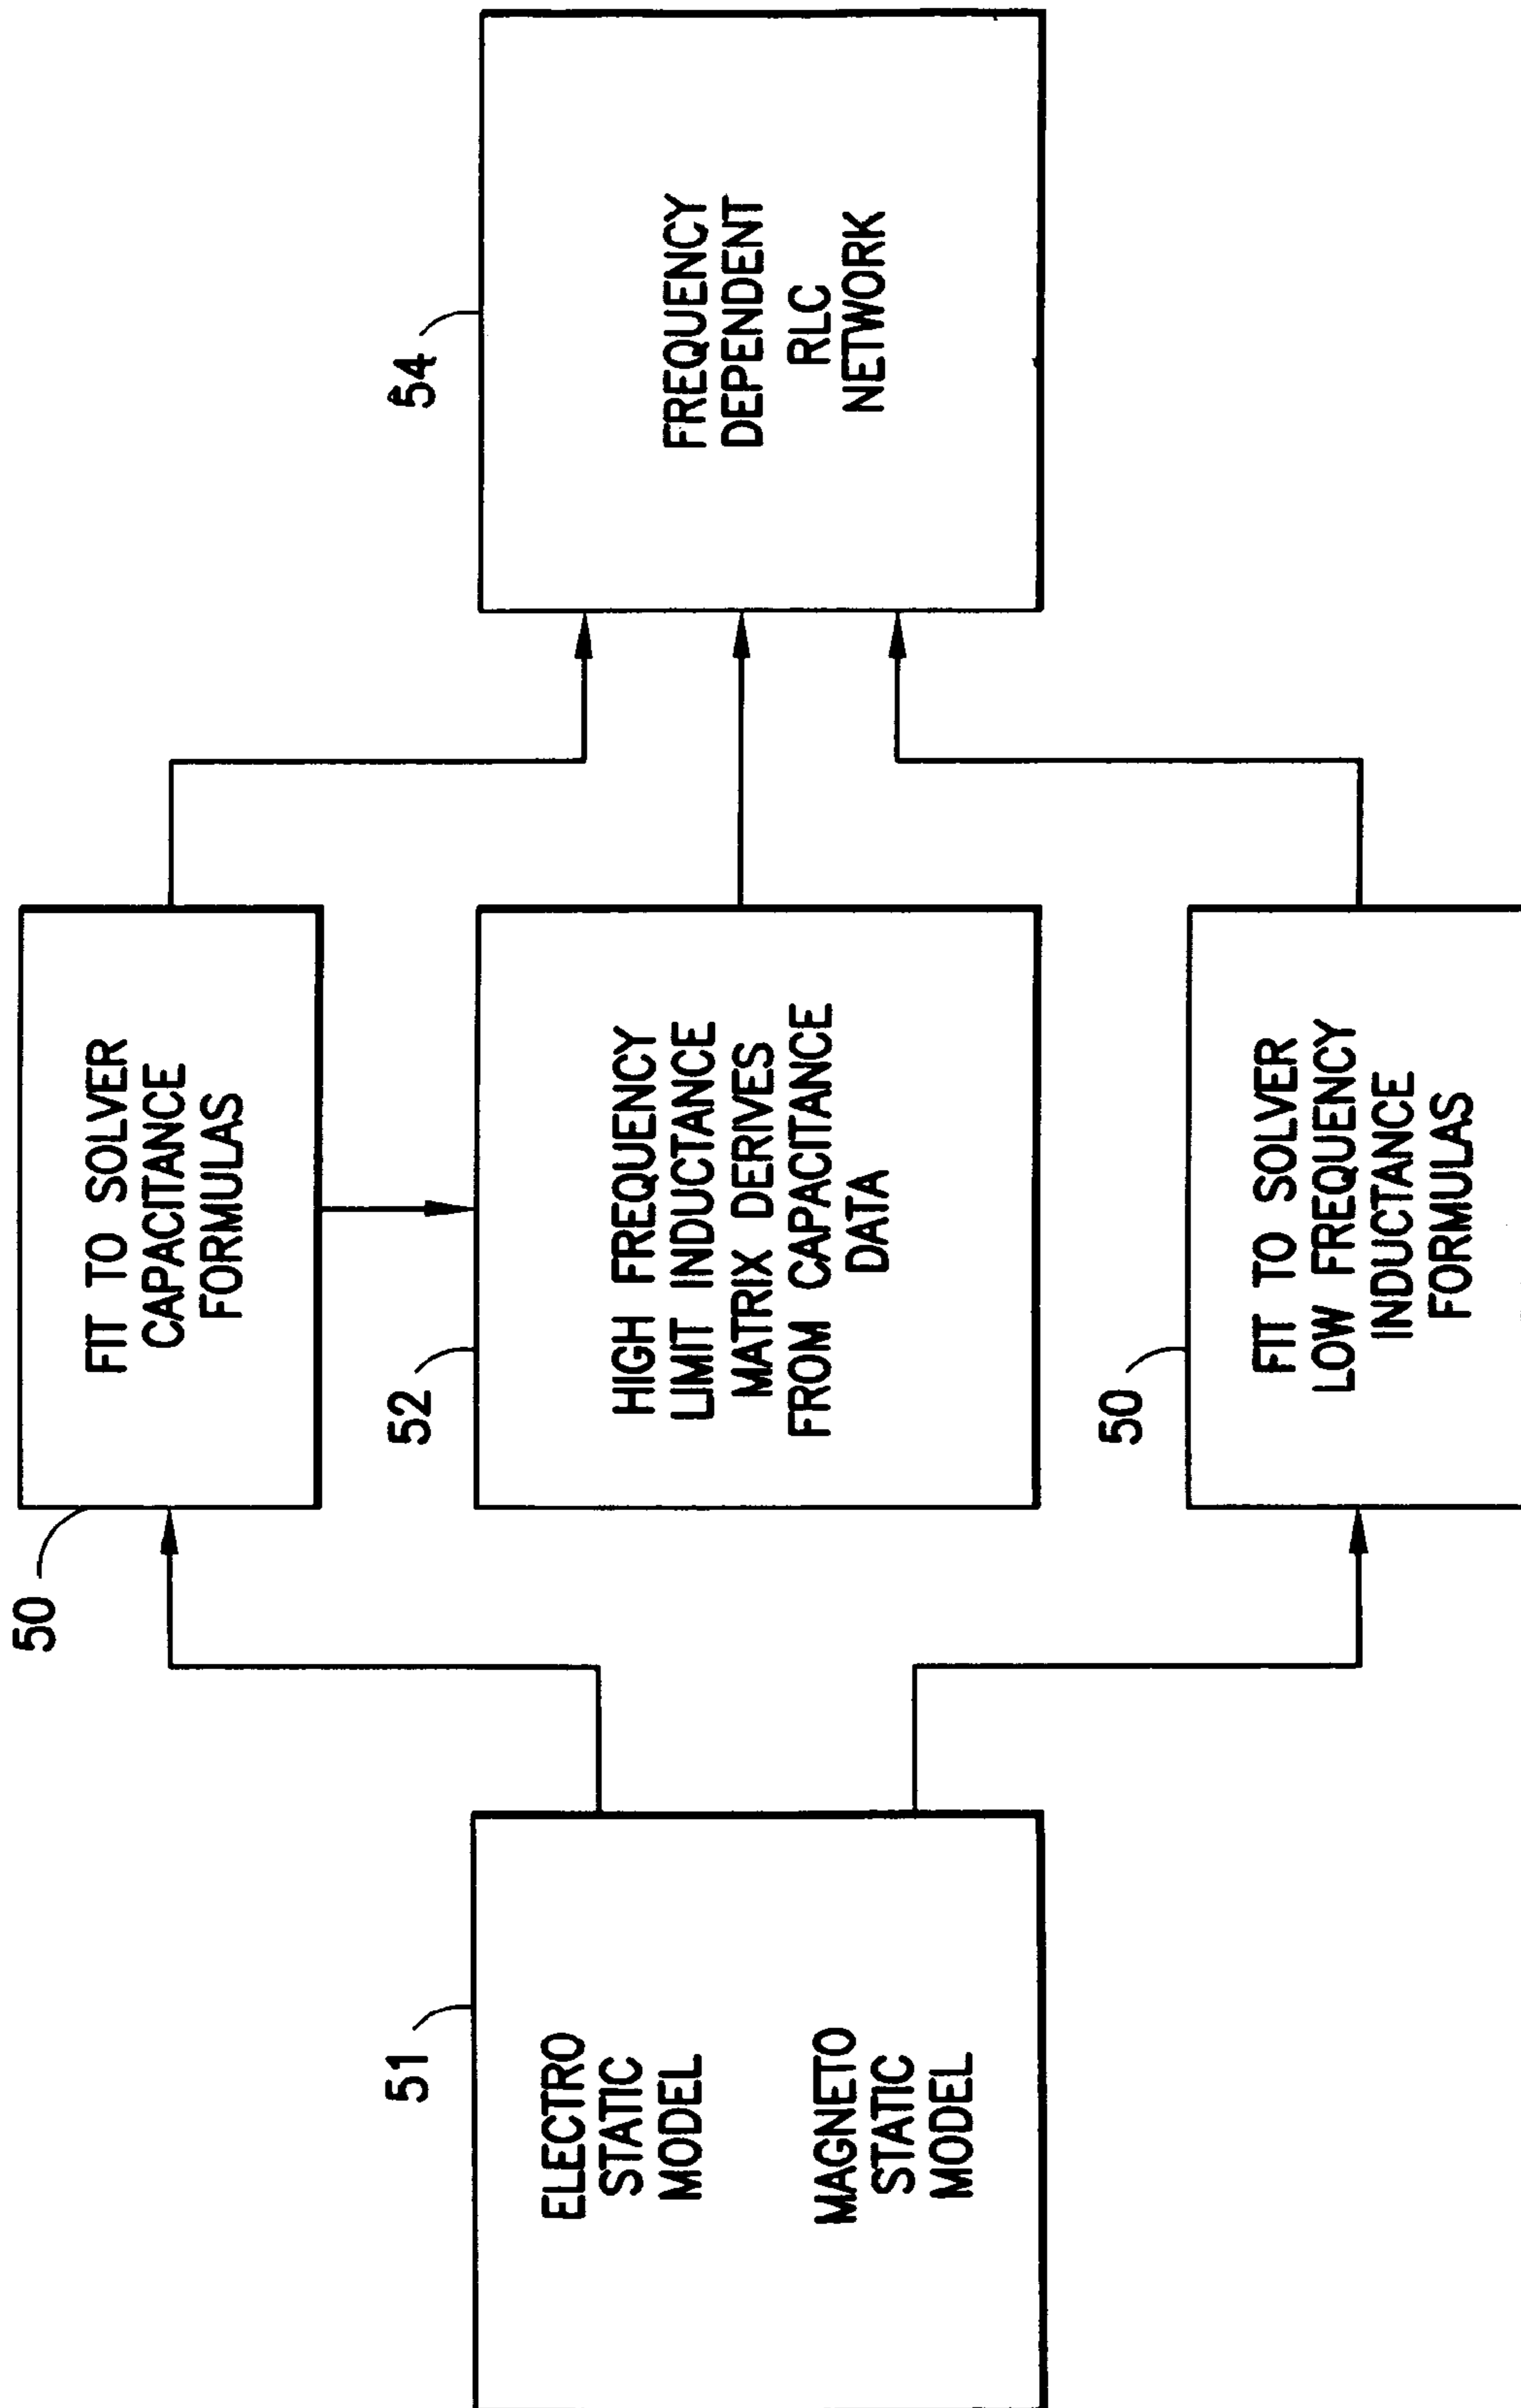 50
FIT TO SOLVER
CAPACITANCE
FORMULAS
51
ELECTRO
STATIC
MODEL
MAGNETO
STATIC
MODEL
52
HIGH FREQUENCY
LIMIT INDUCTANCE
MATRIX DERIVES
FROM CAPACITANCE
DATA
54
FREQUENCY
DEPENDENT
RLC
NETWORK
50
FIT TO SOLVER
LOW FREQUENCY
INDUCTANCE
FORMULAS